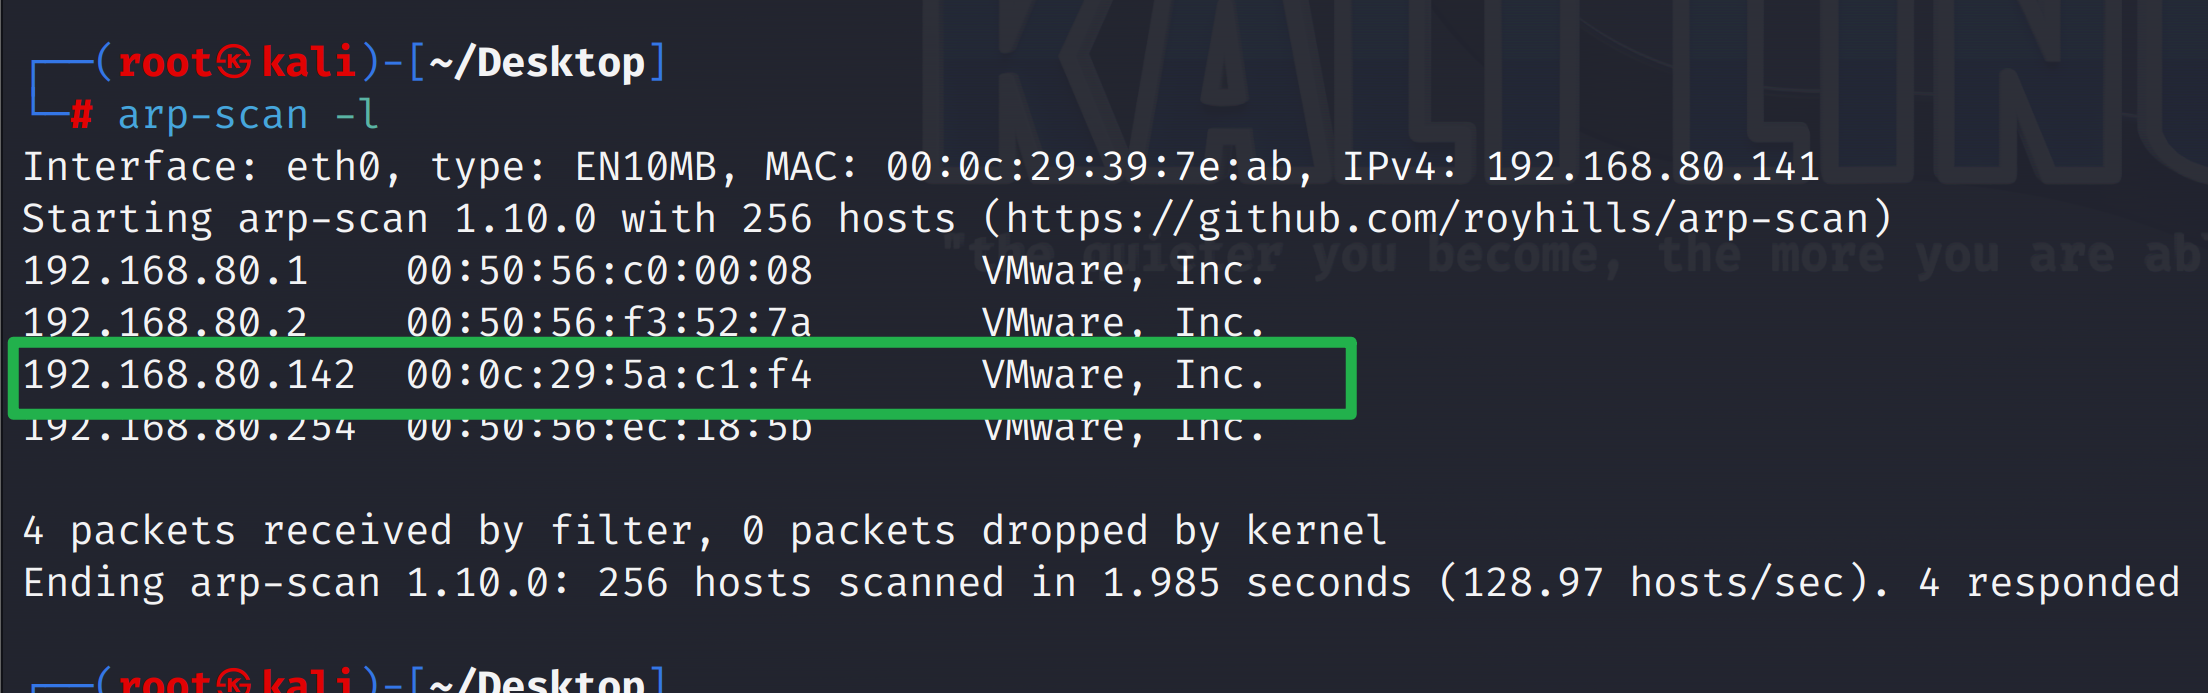 ┌──(root㉿kali)-[~/Desktop]
└─# arp-scan -l
Interface: eth0, type: EN10MB, MAC: 00:0c:29:39:7e:ab, IPv4: 192.168.80.141
Starting arp-scan 1.10.0 with 256 hosts (https://github.com/royhills/arp-scan)
KALI LINU
"the quieter you become, the more you are abl
192.168.80.1 00:50:56:c0:00:08 VMware, Inc.
192.168.80.2 00:50:56:f3:52:7a VMware, Inc.
192.168.80.142 00:0c:29:5a:c1:f4 VMware, Inc.
192.168.80.254 00:50:56:ec:18:5b VMware, Inc.
4 packets received by filter, 0 packets dropped by kernel
Ending arp-scan 1.10.0: 256 hosts scanned in 1.985 seconds (128.97 hosts/sec). 4 responded
┌──(root㉿kali)-[~/Desktop]